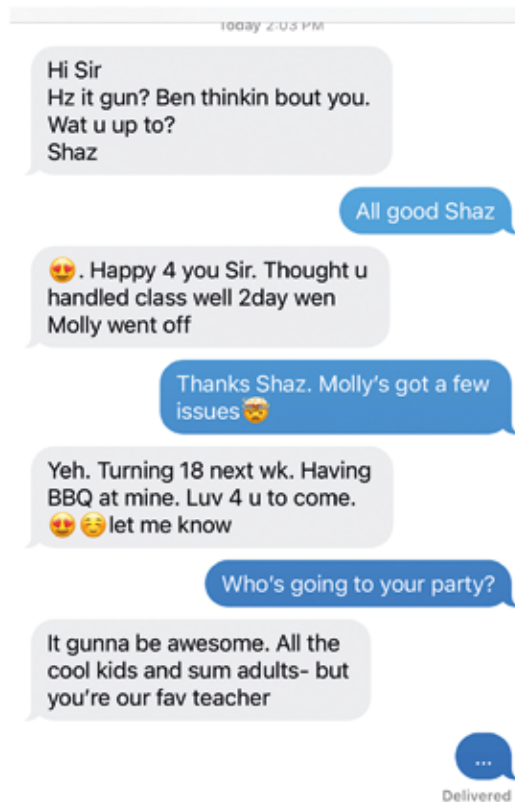 Today 2:03 PM
Hi Sir
Hz it gun? Ben thinkin bout you.
Wat u up to?
Shaz
All good Shaz
😍. Happy 4 you Sir. Thought u
handled class well 2day wen
Molly went off
Thanks Shaz. Molly's got a few
issues🤯
Yeh. Turning 18 next wk. Having
BBQ at mine. Luv 4 u to come.
😍☺️let me know
Who's going to your party?
It gunna be awesome. All the
cool kids and sum adults- but
you're our fav teacher
...
Delivered